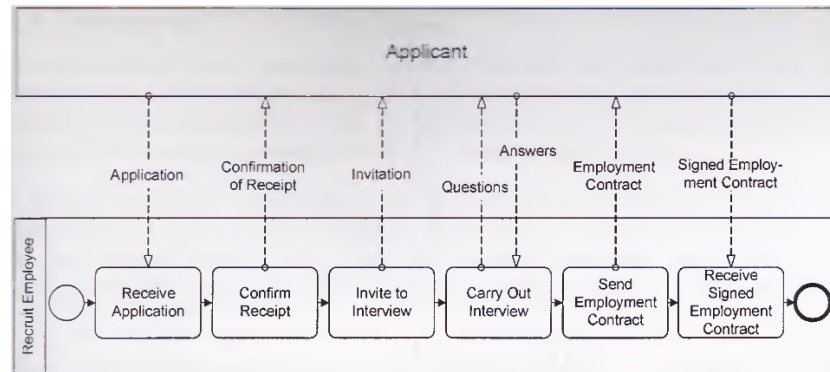 Applicant
Application
Confirmation
of Receipt
Invitation
Questions
Answers
Employment
Contract
Signed Employ-
ment Contract
Recruit Employee
Receive
Application
Confirm
Receipt
Invite to
Interview
Carry Out
Interview
Send
Employment
Contract
Receive
Signed
Employment
Contract